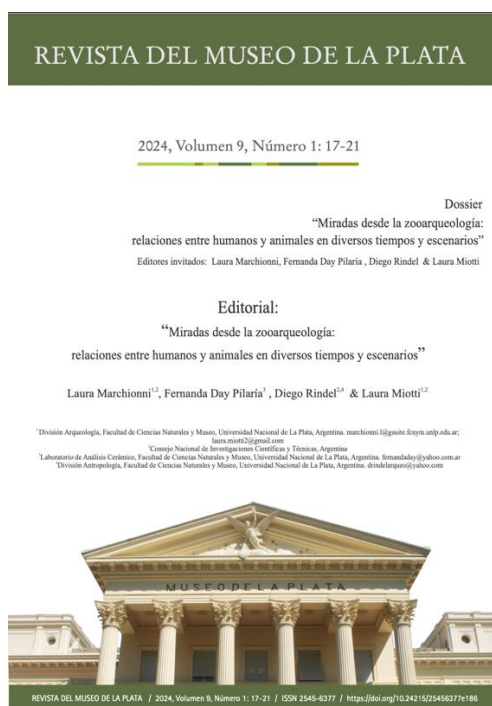 REVISTA DEL MUSEO DE LA PLATA
2024, Volumen 9, Número 1: 17-21
Dossier
“Miradas desde la zooarqueología:
relaciones entre humanos y animales en diversos tiempos y escenarios”
Editores invitados: Laura Marchionni, Fernanda Day Pilaría , Diego Rindel & Laura Miotti
Editorial:
“Miradas desde la zooarqueología:
relaciones entre humanos y animales en diversos tiempos y escenarios”
Laura Marchionni1,2, Fernanda Day Pilaría3 , Diego Rindel2,4 & Laura Miotti1,2
1División Arqueología, Facultad de Ciencias Naturales y Museo, Universidad Nacional de La Plata, Argentina. marchionni.l@gsuite.fcnym.unlp.edu.ar;
laura.miotti2@gmail.com
2Consejo Nacional de Investigaciones Científicas y Técnicas, Argentina
3Laboratorio de Análisis Cerámico, Facultad de Ciencias Naturales y Museo, Universidad Nacional de La Plata, Argentina. fernandaday@yahoo.com.ar
4División Antropología, Facultad de Ciencias Naturales y Museo, Universidad Nacional de La Plata, Argentina. drindelarqueo@yahoo.com
MUSEO DE LA PLATA
REVISTA DEL MUSEO DE LA PLATA / 2024, Volumen 9, Número 1: 17-21 / ISSN 2545-6377 / https://doi.org/10.24215/25456377e186